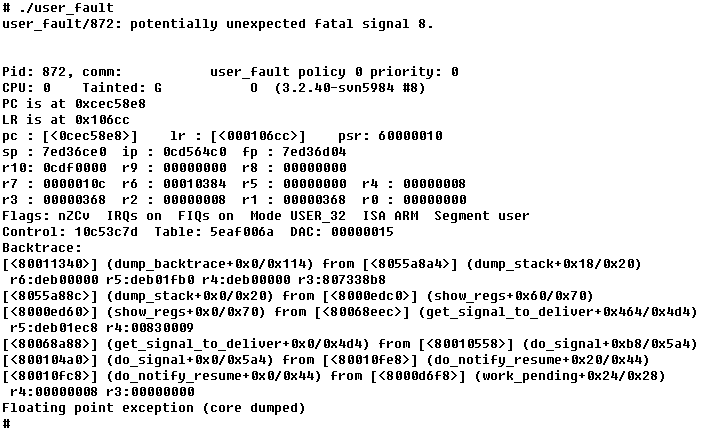 # ./user_fault
user_fault/872: potentially unexpected fatal signal 8.
Pid: 872, comm: user_fault policy 0 priority: 0
CPU: 0 Tainted: G O (3.2.40-svn5984 #8)
PC is at 0xcec58e8
LR is at 0x106cc
pc : [<0cec58e8>] lr : [<000106cc>] psr: 60000010
sp : 7ed36ce0 ip : 0cd564c0 fp : 7ed36d04
r10: 0cdf0000 r9 : 00000000 r8 : 00000000
r7 : 0000010c r6 : 00010384 r5 : 00000000 r4 : 00000008
r3 : 00000368 r2 : 00000008 r1 : 00000368 r0 : 00000000
Flags: nZCv IRQs on FIQs on Mode USER_32 ISA ARM Segment user
Control: 10c53c7d Table: 5eaf006a DAC: 00000015
Backtrace:
[<80011340>] (dump_backtrace+0x0/0x114) from [<8055a8a4>] (dump_stack+0x18/0x20)
r6:deb00000 r5:deb01fb0 r4:deb00000 r3:807338b8
[<8055a88c>] (dump_stack+0x0/0x20) from [<8000edc0>] (show_regs+0x60/0x70)
[<8000ed60>] (show_regs+0x0/0x70) from [<80068eec>] (get_signal_to_deliver+0x464/0x4d4)
r5:deb01ec8 r4:00830009
[<80068a88>] (get_signal_to_deliver+0x0/0x4d4) from [<80010558>] (do_signal+0xb8/0x5a4)
[<800104a0>] (do_signal+0x0/0x5a4) from [<80010fe8>] (do_notify_resume+0x20/0x44)
[<80010fc8>] (do_notify_resume+0x0/0x44) from [<8000d6f8>] (work_pending+0x24/0x28)
r4:00000008 r3:00000000
Floating point exception (core dumped)
#